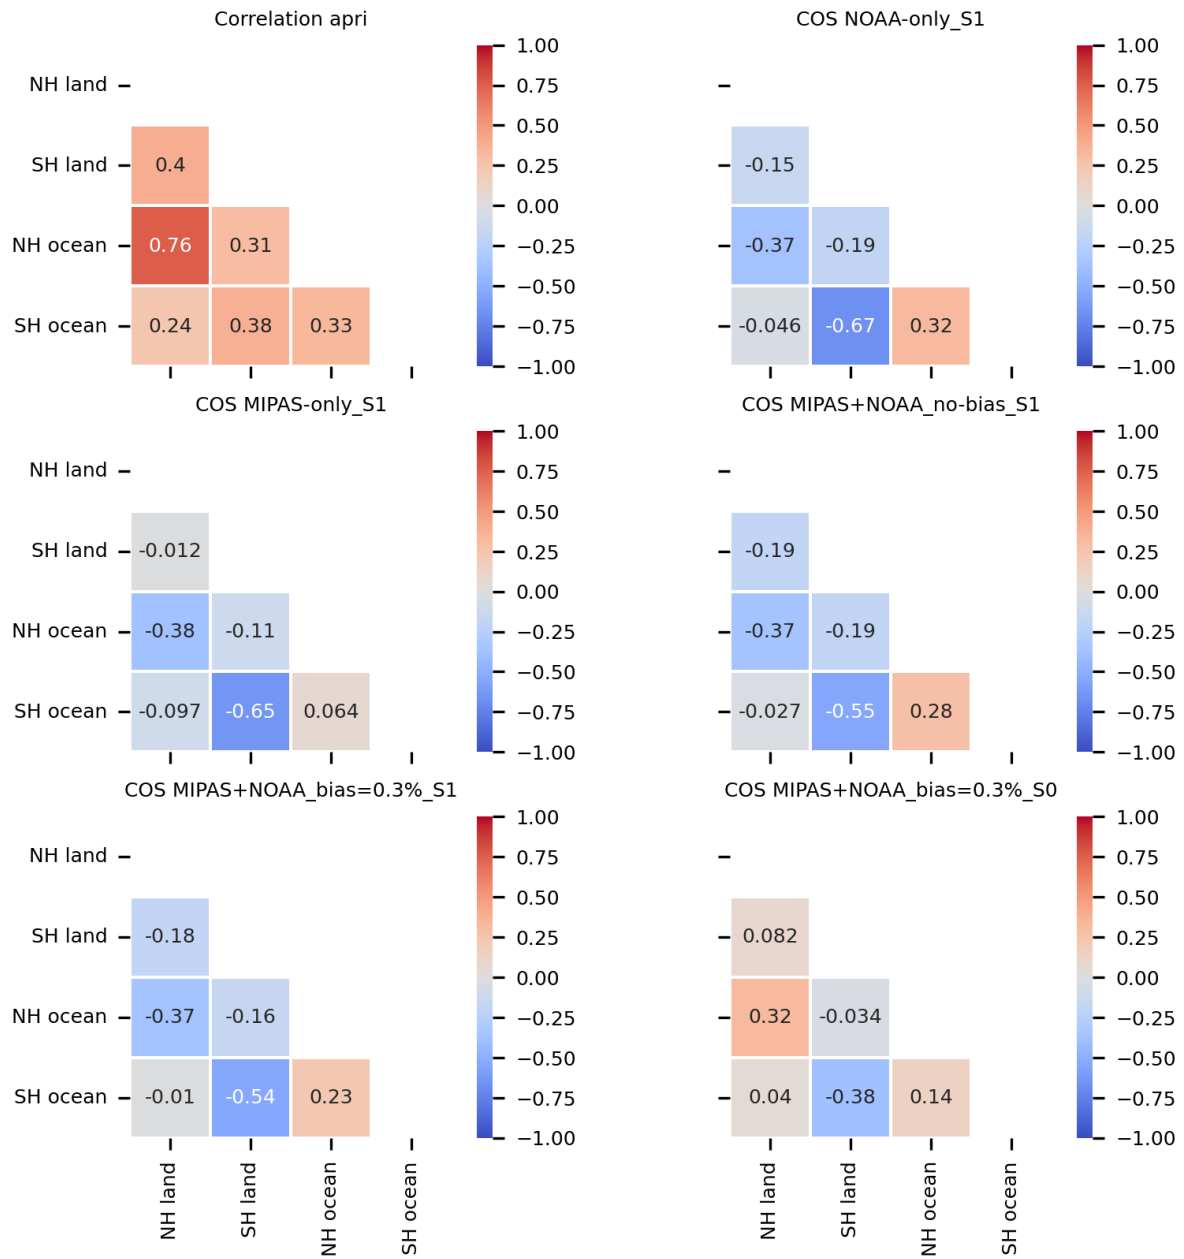 Correlation apri
1.00
0.75
0.50
0.25
0.00
−0.25
−0.50
−0.75
−1.00
NH land
SH land
NH ocean
SH ocean
0.4
0.76 0.31
0.24 0.38 0.33
COS NOAA-only_S1
1.00
0.75
0.50
0.25
0.00
−0.25
−0.50
−0.75
−1.00
-0.15
-0.37 -0.19
-0.046 -0.67 0.32
COS MIPAS-only_S1
1.00
0.75
0.50
0.25
0.00
−0.25
−0.50
−0.75
−1.00
NH land
SH land
NH ocean
SH ocean
-0.012
-0.38 -0.11
-0.097 -0.65 0.064
COS MIPAS+NOAA_no-bias_S1
1.00
0.75
0.50
0.25
0.00
−0.25
−0.50
−0.75
−1.00
-0.19
-0.37 -0.19
-0.027 -0.55 0.28
COS MIPAS+NOAA_bias=0.3%_S1
1.00
0.75
0.50
0.25
0.00
−0.25
−0.50
−0.75
−1.00
NH land
SH land
NH ocean
SH ocean
-0.18
-0.37 -0.16
-0.01 -0.54 0.23
NH land
SH land
NH ocean
SH ocean
COS MIPAS+NOAA_bias=0.3%_S0
1.00
0.75
0.50
0.25
0.00
−0.25
−0.50
−0.75
−1.00
0.082
0.32 -0.034
0.04 -0.38 0.14
NH land
SH land
NH ocean
SH ocean